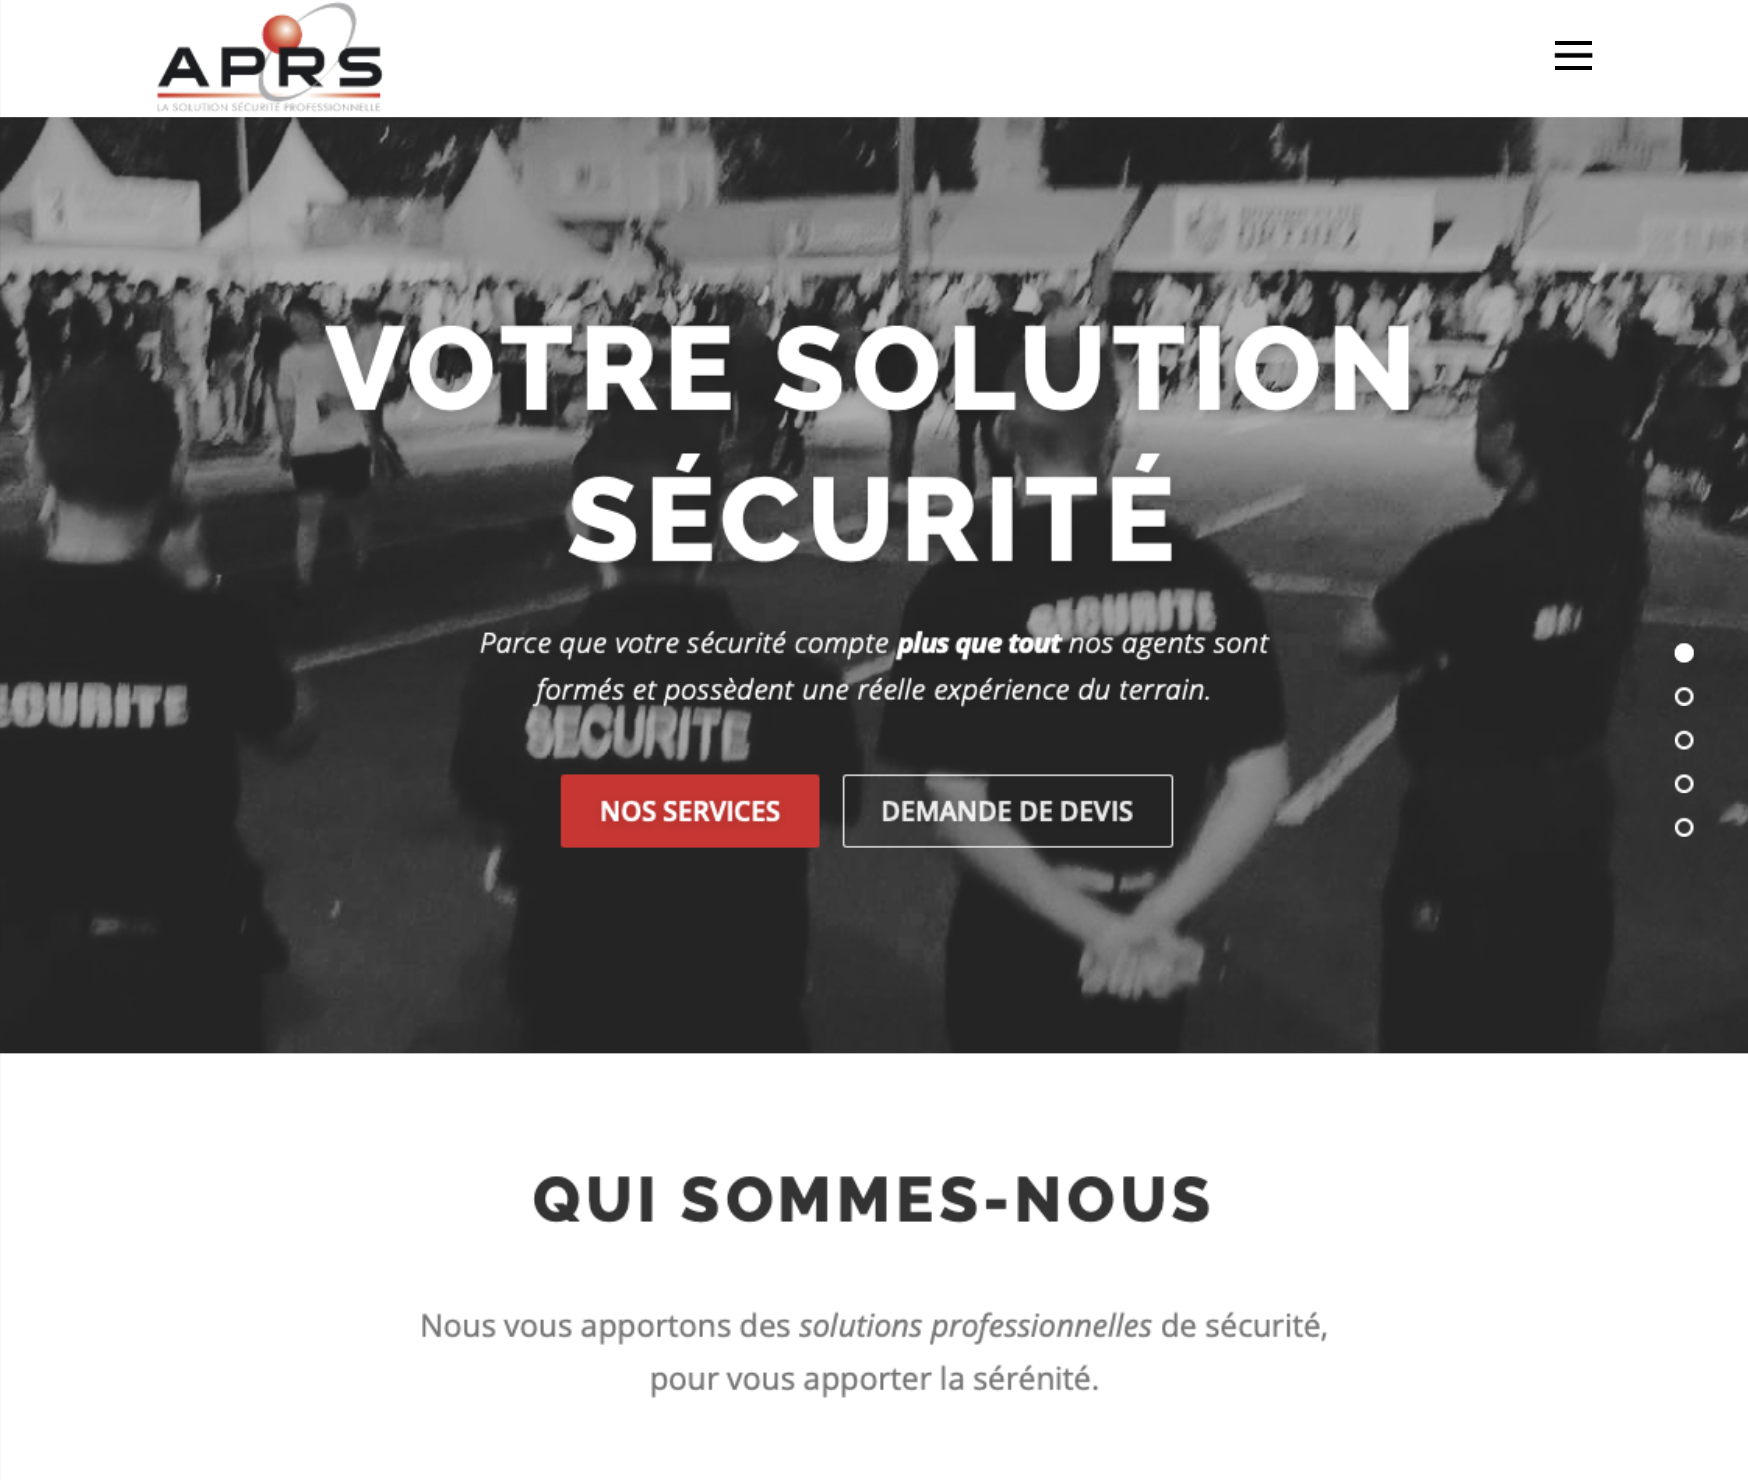 APRS
LA SOLUTION SÉCURITÉ PROFESSIONNELLE
VOTRE SOLUTION
SÉCURITÉ
SECURITE
Parce que votre sécurité compte plus que tout nos agents sont
formés et possèdent une réelle expérience du terrain.
SECURITE
NOS SERVICES
DEMANDE DE DEVIS
QUI SOMMES-NOUS
Nous vous apportons des solutions professionnelles de sécurité,
pour vous apporter la sérénité.